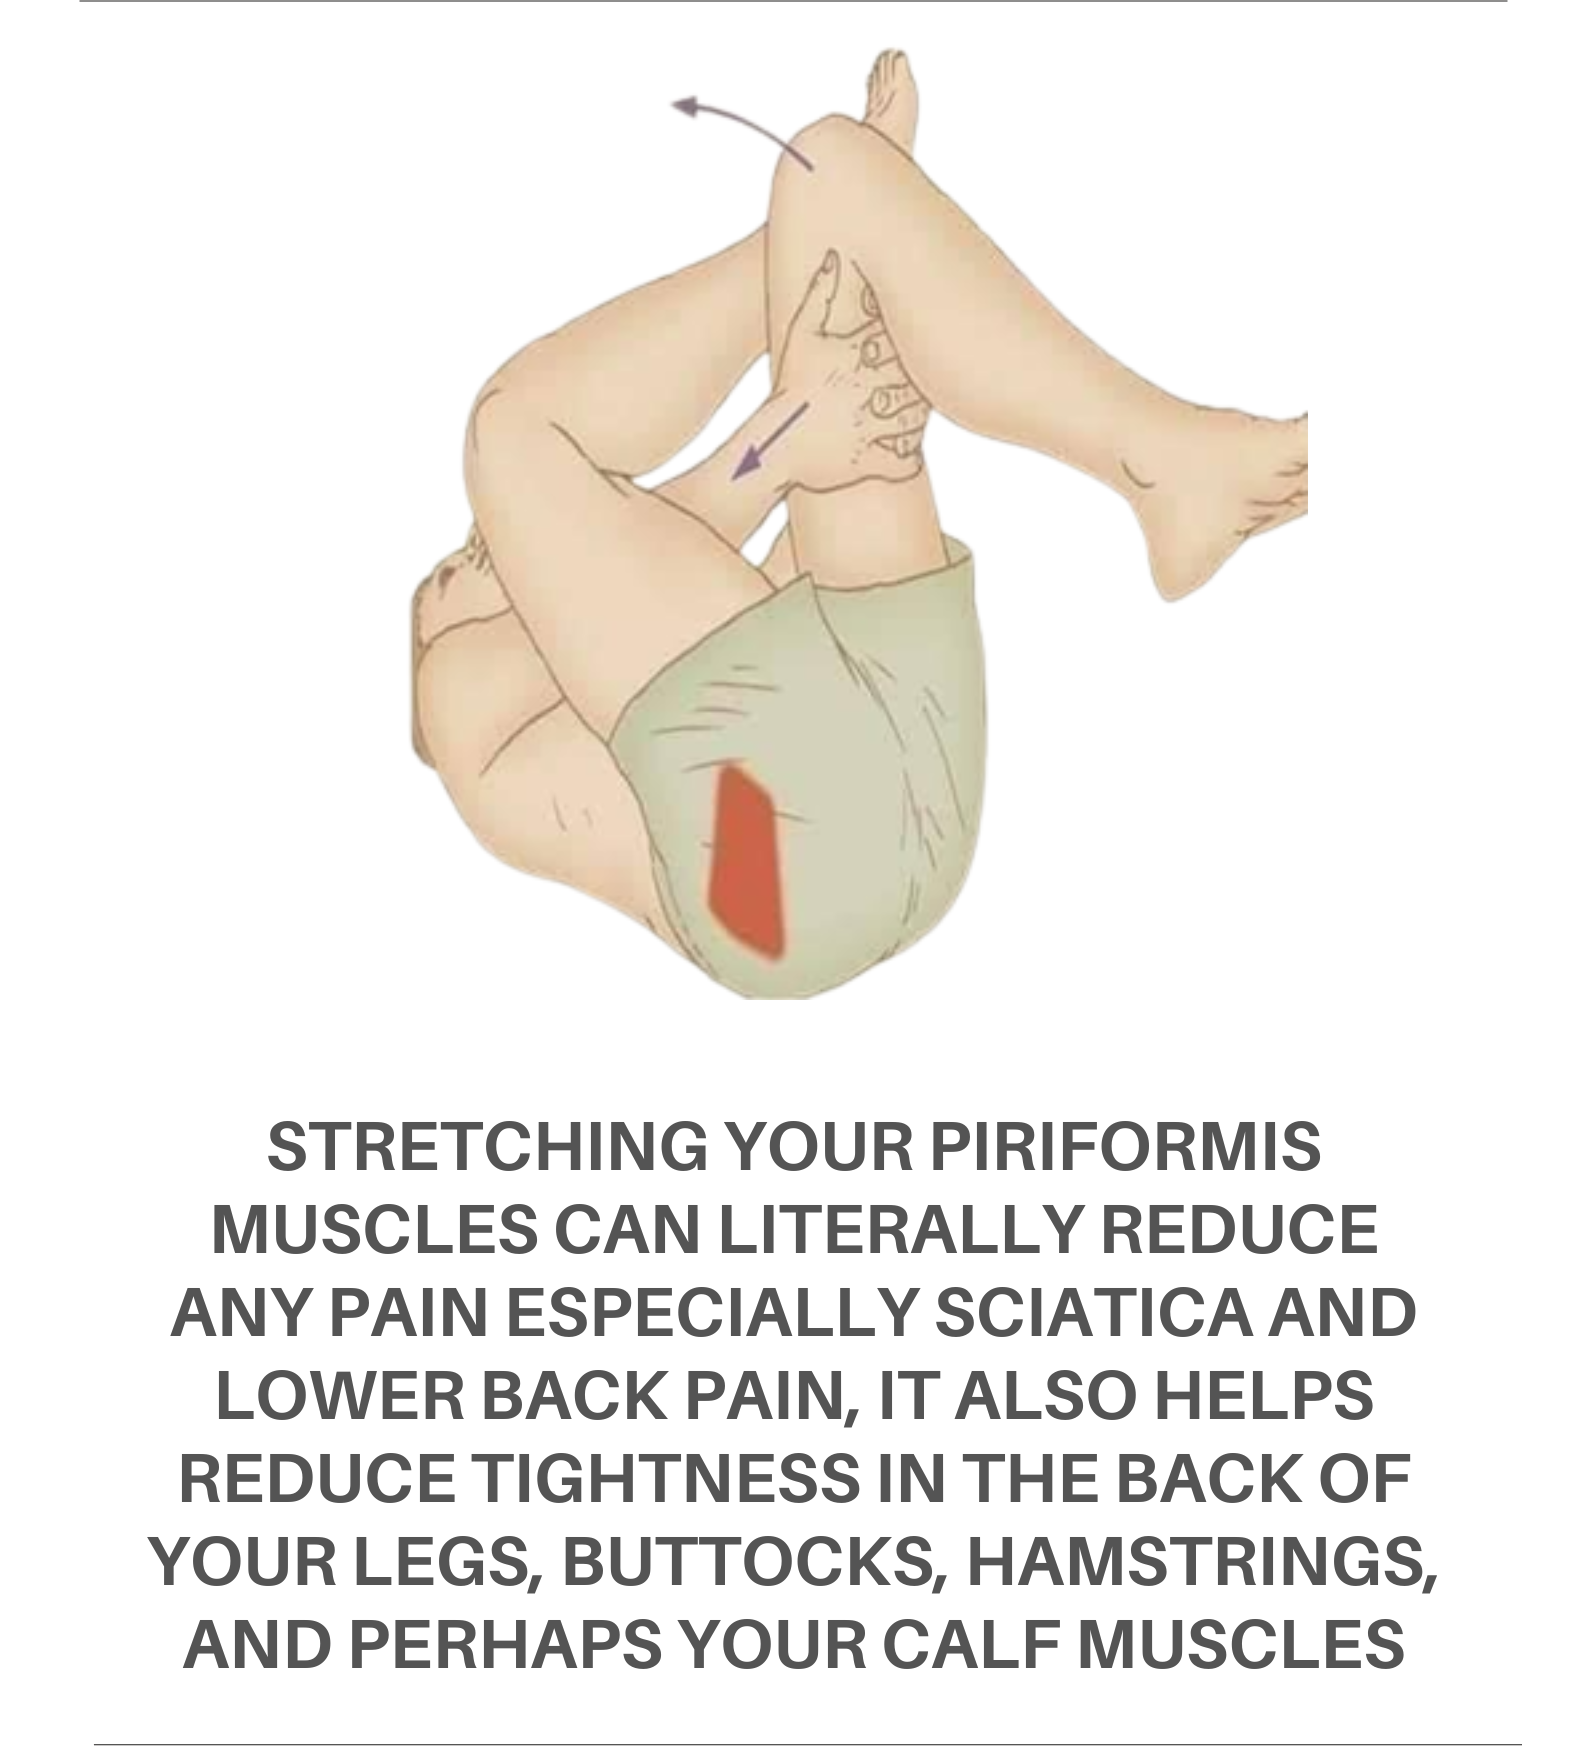 STRETCHING YOUR PIRIFORMIS
MUSCLES CAN LITERALLY REDUCE
ANY PAIN ESPECIALLY SCIATICA AND
LOWER BACK PAIN, IT ALSO HELPS
REDUCE TIGHTNESS IN THE BACK OF
YOUR LEGS, BUTTOCKS, HAMSTRINGS,
AND PERHAPS YOUR CALF MUSCLES